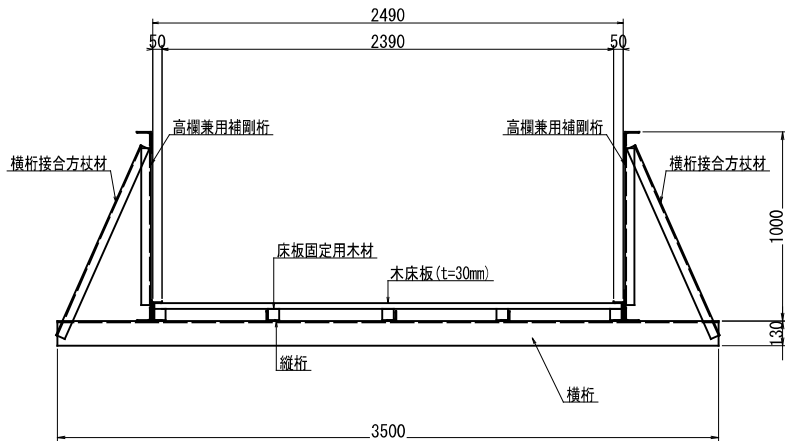 2490
50 2390 50
高欄兼用補剛桁 高欄兼用補剛桁
横桁接合方杖材 横桁接合方杖材
1000
床板固定用木材
木床板(t=30mm)
130
縦桁
横桁
3500